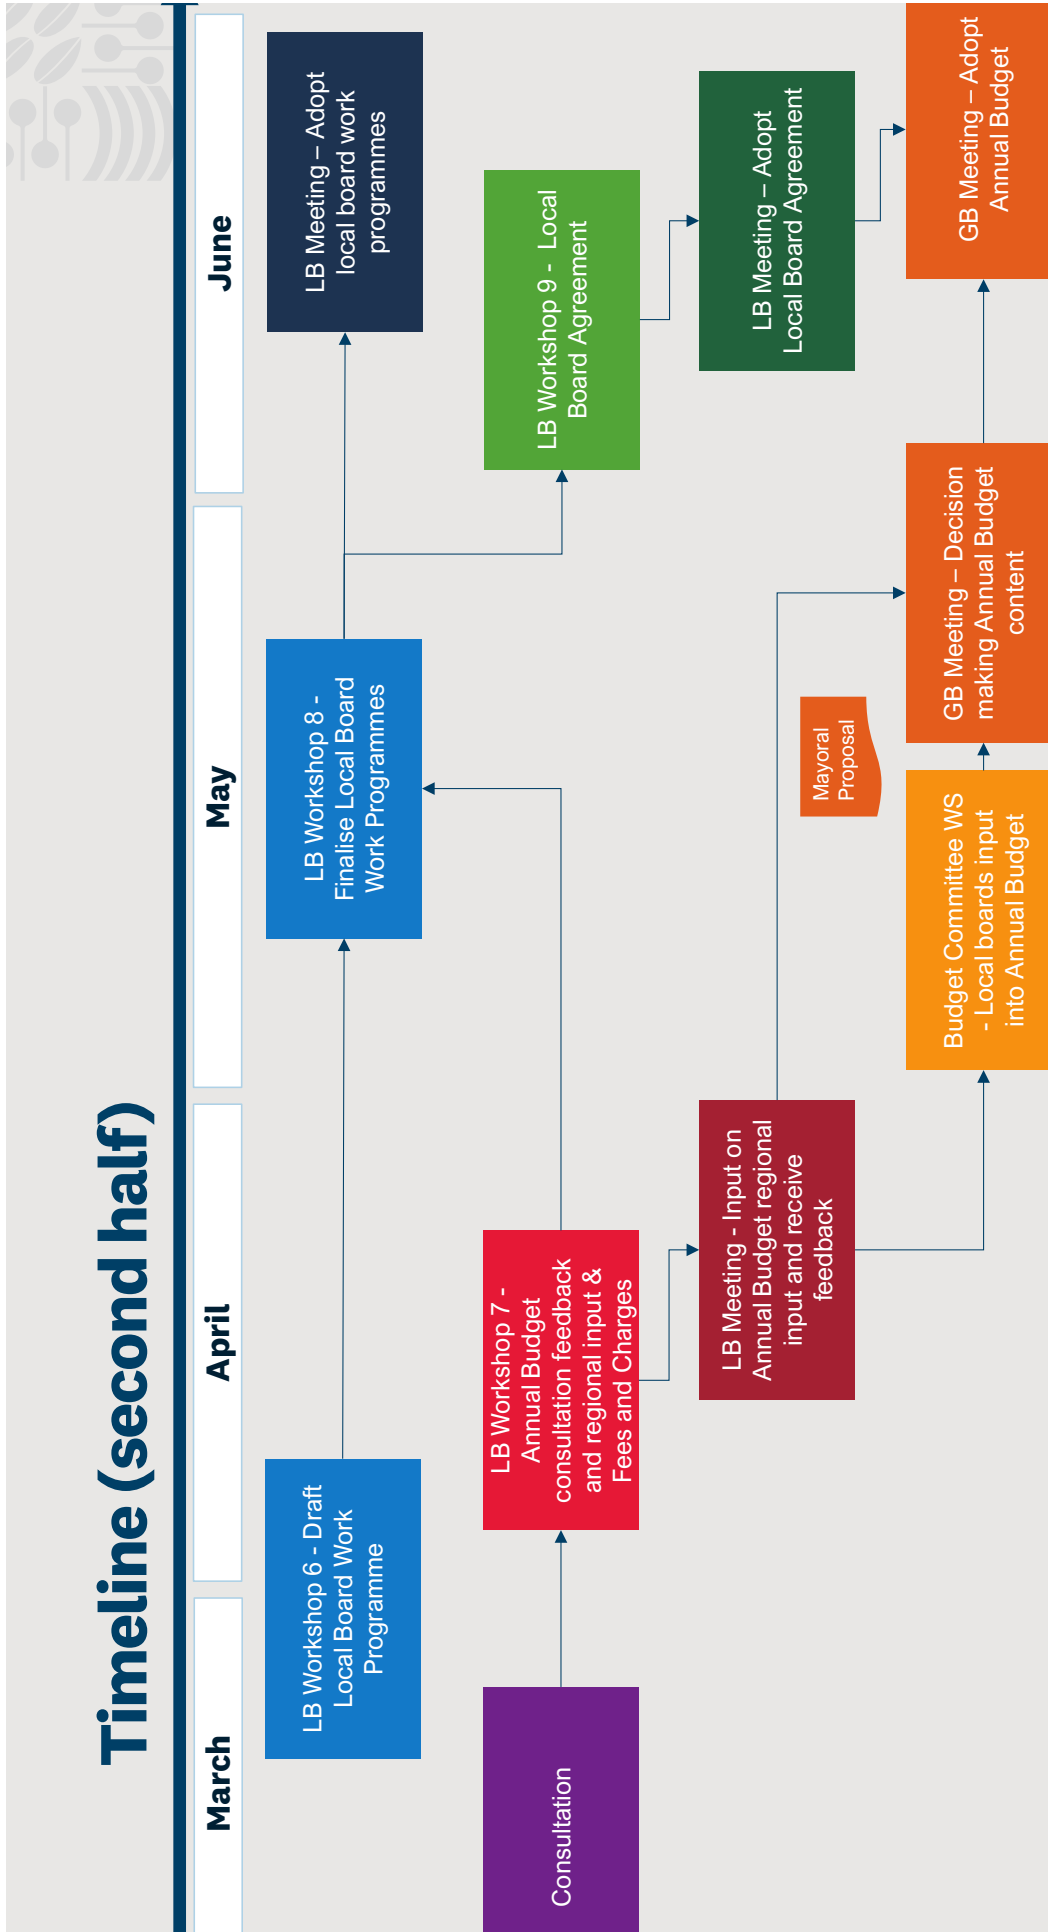 Timeline (second half)
March
April
May
June
LB Workshop 6 - Draft
Local Board Work
Programme
LB Workshop 8 -
Finalise Local Board
Work Programmes
LB Meeting – Adopt
local board work
programmes
Consultation
LB Workshop 7 -
Annual Budget
consultation feedback
and regional input &
Fees and Charges
LB Workshop 9 - Local
Board Agreement
LB Meeting - Input on
Annual Budget regional
input and receive
feedback
Mayoral
Proposal
LB Meeting – Adopt
Local Board Agreement
Budget Committee WS
- Local boards input
into Annual Budget
GB Meeting – Decision
making Annual Budget
content
GB Meeting – Adopt
Annual Budget